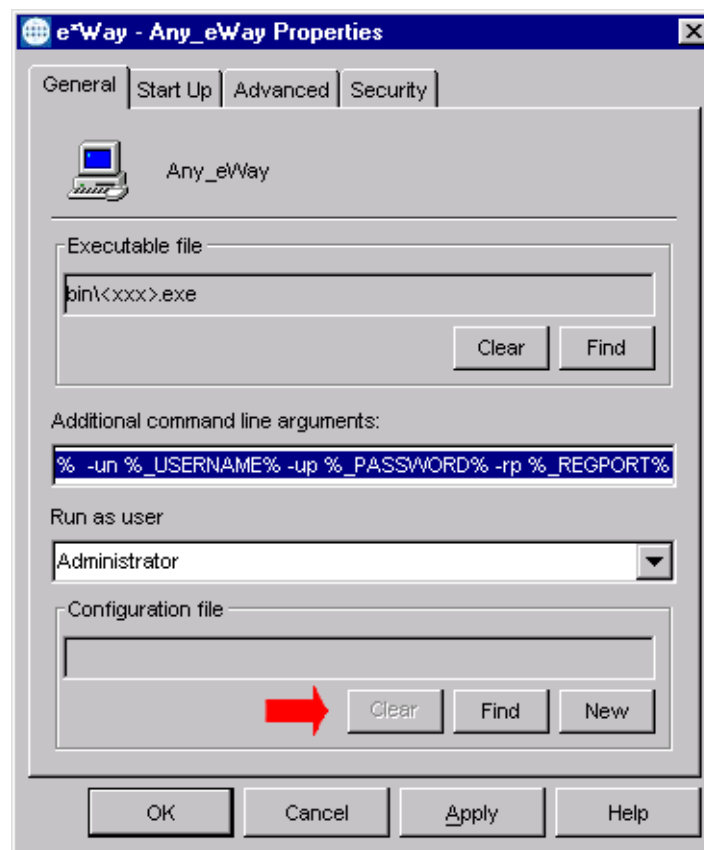 e*Way - Any_eWay Properties
General Start Up Advanced Security
Any_eWay
Executable file
bin\<xxx>.exe
Clear Find
Additional command line arguments:
% -un %_USERNAME% -up %_PASSWORD% -rp %_REGPORT%
Run as user
Administrator
Configuration file
Clear Find New
OK Cancel Apply Help